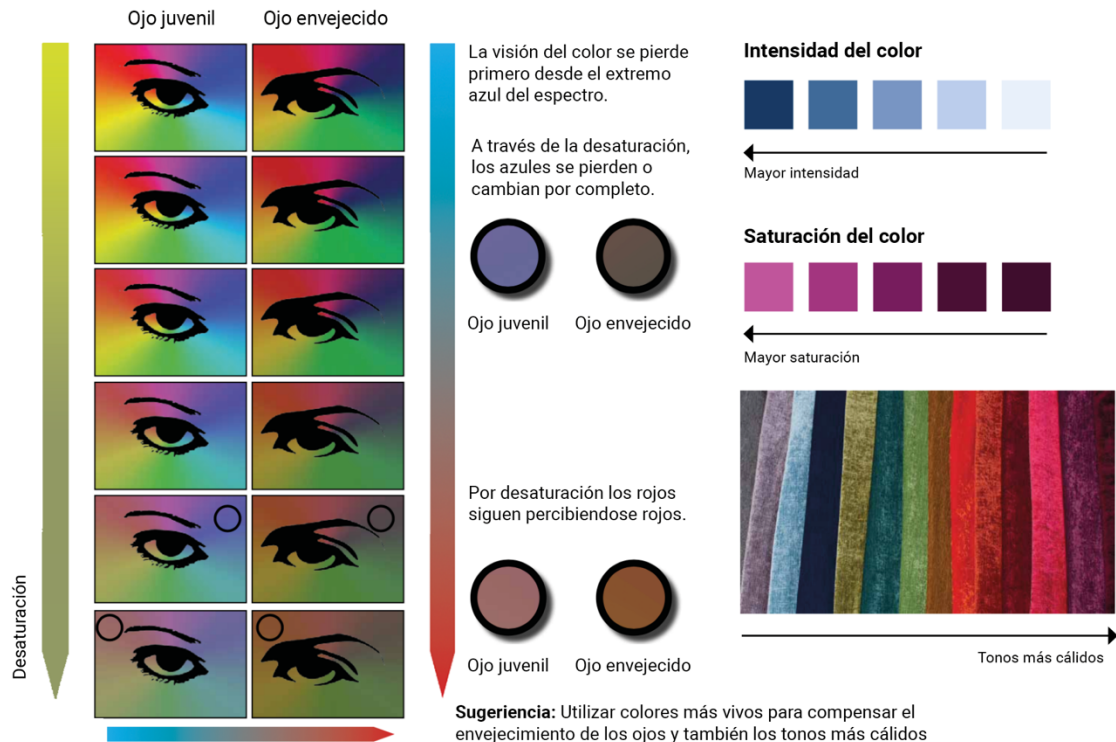 Ojo juvenil
Ojo envejecido
Desaturación
La visión del color se pierde
primero desde el extremo
azul del espectro.
A través de la desaturación,
los azules se pierden o
cambian por completo.
Ojo juvenil
Ojo envejecido
Por desaturación los rojos
siguen percibiendose rojos.
Ojo juvenil
Ojo envejecido
Sugeriencia: Utilizar colores más vivos para compensar el
envejecimiento de los ojos y también los tonos más cálidos
Intensidad del color
Mayor intensidad
Saturación del color
Mayor saturación
Tonos más cálidos